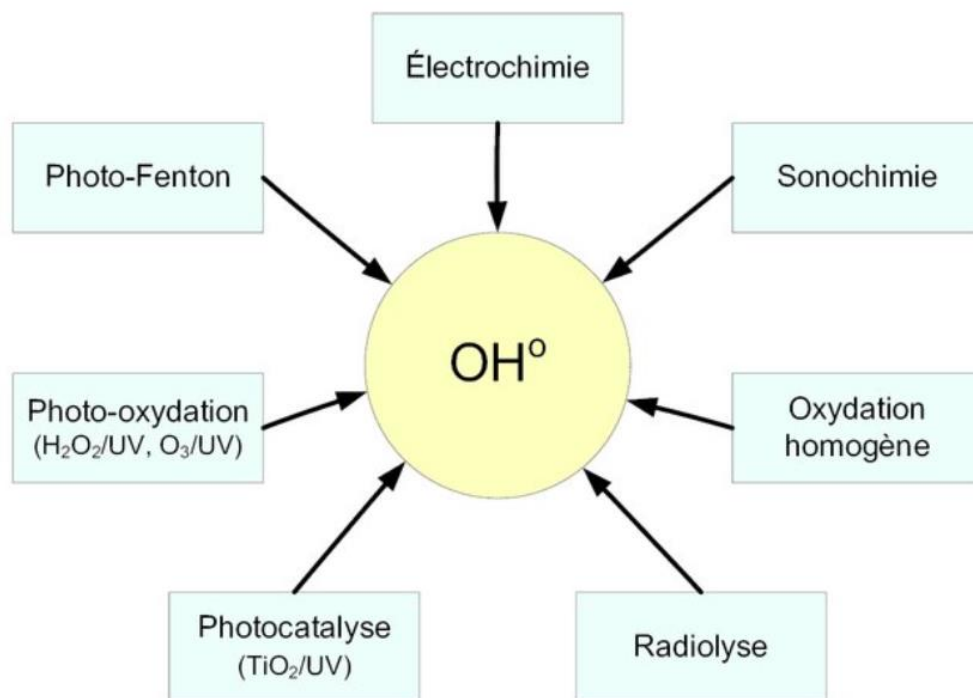 Électrochimie
Photo-Fenton
Sonochimie
OH°
Photo-oxydation
(H₂O₂/UV, O₃/UV)
Oxydation
homogène
Photocatalyse
(TiO₂/UV)
Radiolyse